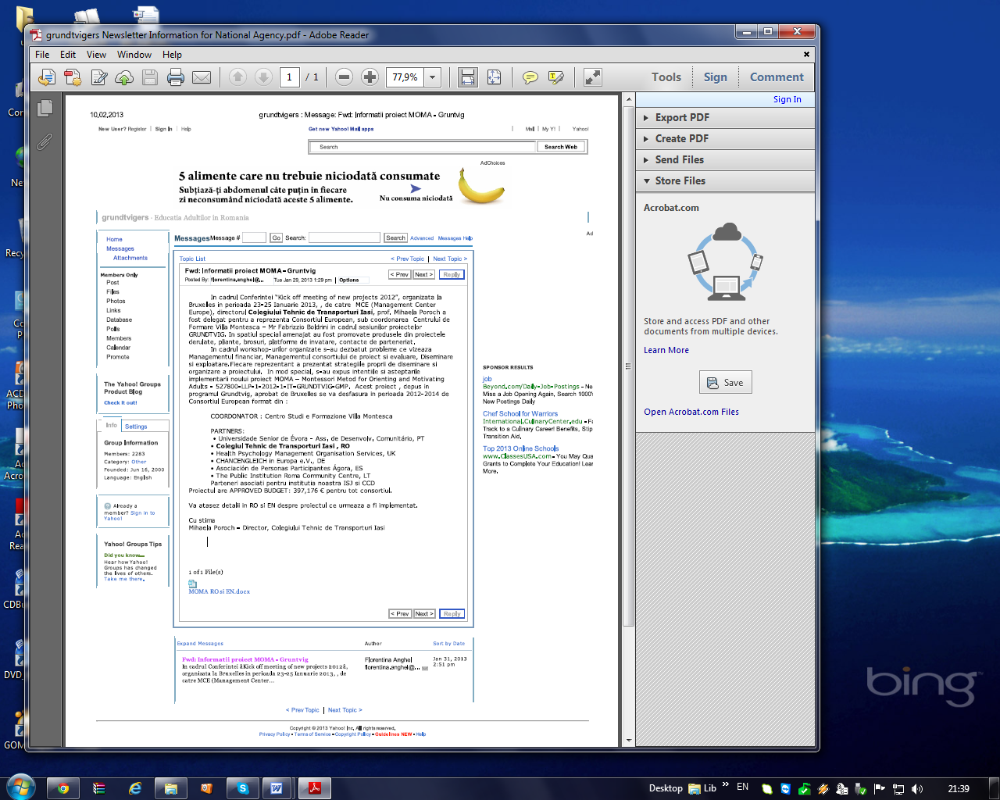 grundtvigers Newsletter Information for National Agency.pdf - Adobe Reader
File Edit View Window Help
1 / 1 77,9% Tools Sign Comment
Sign In
Export PDF
Create PDF
Send Files
Store Files
Acrobat.com
Store and access PDF and other
documents from multiple devices.
Learn More
Save
Open Acrobat.com Files
10.02.2013 grundtvigers : Message: Fwd: Informatii proiect MOMA - Gruntvig
New User? Register | Sign In | Help Get new Yahoo! Mail apps | Mail | My Y! | Yahoo!
Search Search Web
AdChoices
5 alimente care nu trebuie niciodată consumate
Subțiază-ți abdomenul câte puțin in fiecare
zi neconsumând niciodată aceste 5 alimente.
Nu consuma niciodată
grundtvigers · Educatia Adultilor in Romania
Home
Messages
Attachments
Members Only
Post
Files
Photos
Links
Database
Polls
Members
Calendar
Promote
The Yahoo! Groups
Product Blog
Check it out!
Info Settings
Group Information
Members: 2283
Category: Other
Founded: Jun 16, 2000
Language: English
Already a
member? Sign in to
Yahoo!
Yahoo! Groups Tips
Did you know...
Hear how Yahoo!
Groups has changed
the lives of others.
Take me there.
Messages Message # Go Search: Search Advanced Messages Help
Ad
Topic List < Prev Topic | Next Topic >
Fwd: Informatii proiect MOMA - Gruntvig
Posted By: florentina.anghel@... Tue Jan 29, 2013 1:29 pm | Options
< Prev Next > Reply
In cadrul Conferintei "Kick off meeting of new projects 2012", organizata la
Bruxelles in perioada 23-25 Ianuarie 2013, , de catre MCE (Management Center
Europe), directorul Colegiului Tehnic de Transporturi Iasi, prof. Mihaela Poroch a
fost delegat pentru a reprezenta Consortiul European, sub coordonarea Centrului de
Formare Villa Montesca - Mr Fabrizzio Boldrini in cadrul sesiunilor proiectelor
GRUNDTVIG. In spatiul special amenajat au fost promovate produsele din proiectele
derulate, pliante, brosuri, platforme de invatare, contacte de parteneriat.
In cadrul workshop-urilor organizate s-au dezbatut probleme ce vizeaza
Managementul financiar, Managementul consortiului de proiect si evaluare, Diseminare
si exploatare.Fiecare reprezentant a prezentat strategiile proprii de diseminare si
organizare a proiectului. In mod special, s-au expus intentiile si asteptarile
implementarii noului proiect MOMA - Montessori Metod for Orienting and Motivating
Adults - 527800-LLP-1-2012-1-IT-GRUNDTVIG-GMP. Acest proiect , depus in
programul Grundtvig, aprobat de Bruxelles se va desfasura in perioada 2012-2014 de
Consortiul European format din :
COORDONATOR : Centro Studi e Formazione Villa Montesca
PARTNERS:
• Universidade Senior de Évora - Ass. de Desenvolv. Comunitário, PT
• Colegiul Tehnic de Transporturi Iasi , RO
• Health Psychology Management Organisation Services, UK
• CHANCENGLEICH in Europa e.V., DE
• Asociación de Personas Participantes Ágora, ES
• The Public Institution Roma Community Centre, LT
Parteneri asociati pentru institutia noastra ISJ si CCD
Proiectul are APPROVED BUDGET: 397,176 € pentru tot consortiul.
Va atasez detalii in RO si EN despre proiectul ce urmeaza a fi implementat.
Cu stima
Mihaela Poroch - Director, Colegiului Tehnic de Transporturi Iasi
1 of 1 File(s)
MOMA RO si EN.docx
< Prev Next > Reply
SPONSOR RESULTS
job
Beyond.com/Daily-Job-Postings - Ne
Miss a Job Opening Again, Search 1000'
New Postings Daily
Chef School for Warriors
International.CulinaryCenter.edu - Fa
Track to a Culinary Career! Benefits, Stip
Transition Aid.
Top 2013 Online Schools
www.ClassesUSA.com - You May Qua
Grants to Complete Your Education! Lear
More.
Expand Messages Author Sort by Date
Fwd: Informatii proiect MOMA - Gruntvig Florentina Anghel Jan 31, 2013
In cadrul Conferintei âKick off meeting of new projects 2012â, florentina.anghel@... 2:51 pm
organizata la Bruxelles in perioada 23-25 Ianuarie 2013, , de
catre MCE (Management Center...
< Prev Topic | Next Topic >
Copyright © 2013 Yahoo! Inc. All rights reserved.
Privacy Policy - Terms of Service - Copyright Policy - Guidelines NEW - Help
bing™
Desktop Lib » EN 21:39